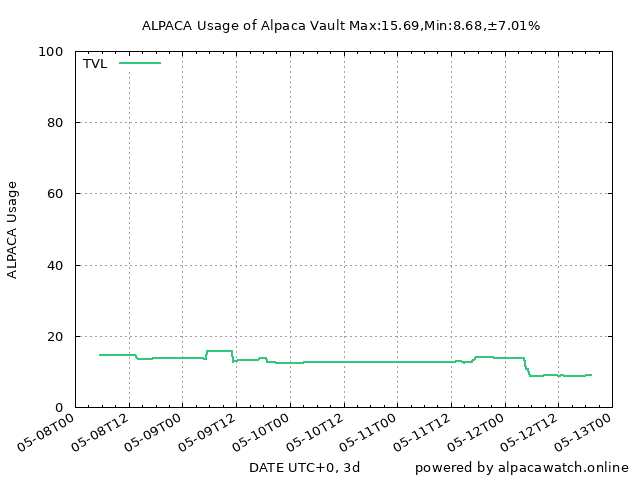 ALPACA Usage of Alpaca Vault Max:15.69,Min:8.68,±7.01%
100
80
60
40
20
0
ALPACA Usage
TVL
05-08T00
05-08T12
05-09T00
05-09T12
05-10T00
05-10T12
05-11T00
05-11T12
05-12T00
05-12T12
05-13T00
DATE UTC+0, 3d
powered by alpacawatch.online